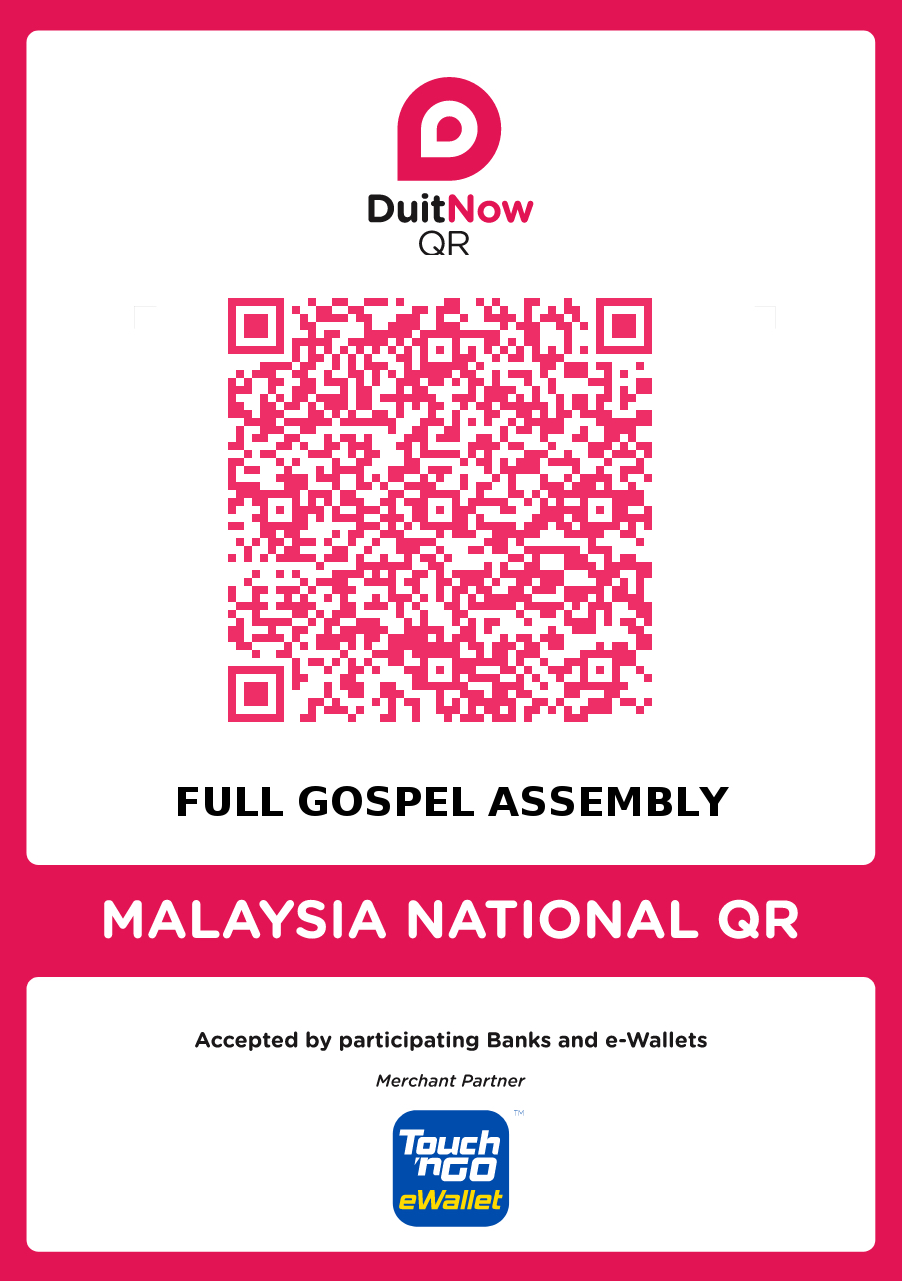 DuitNow
QR
FULL GOSPEL ASSEMBLY
MALAYSIA NATIONAL QR
Accepted by participating Banks and e-Wallets
Merchant Partner
TM
Touch
'nGO
eWallet